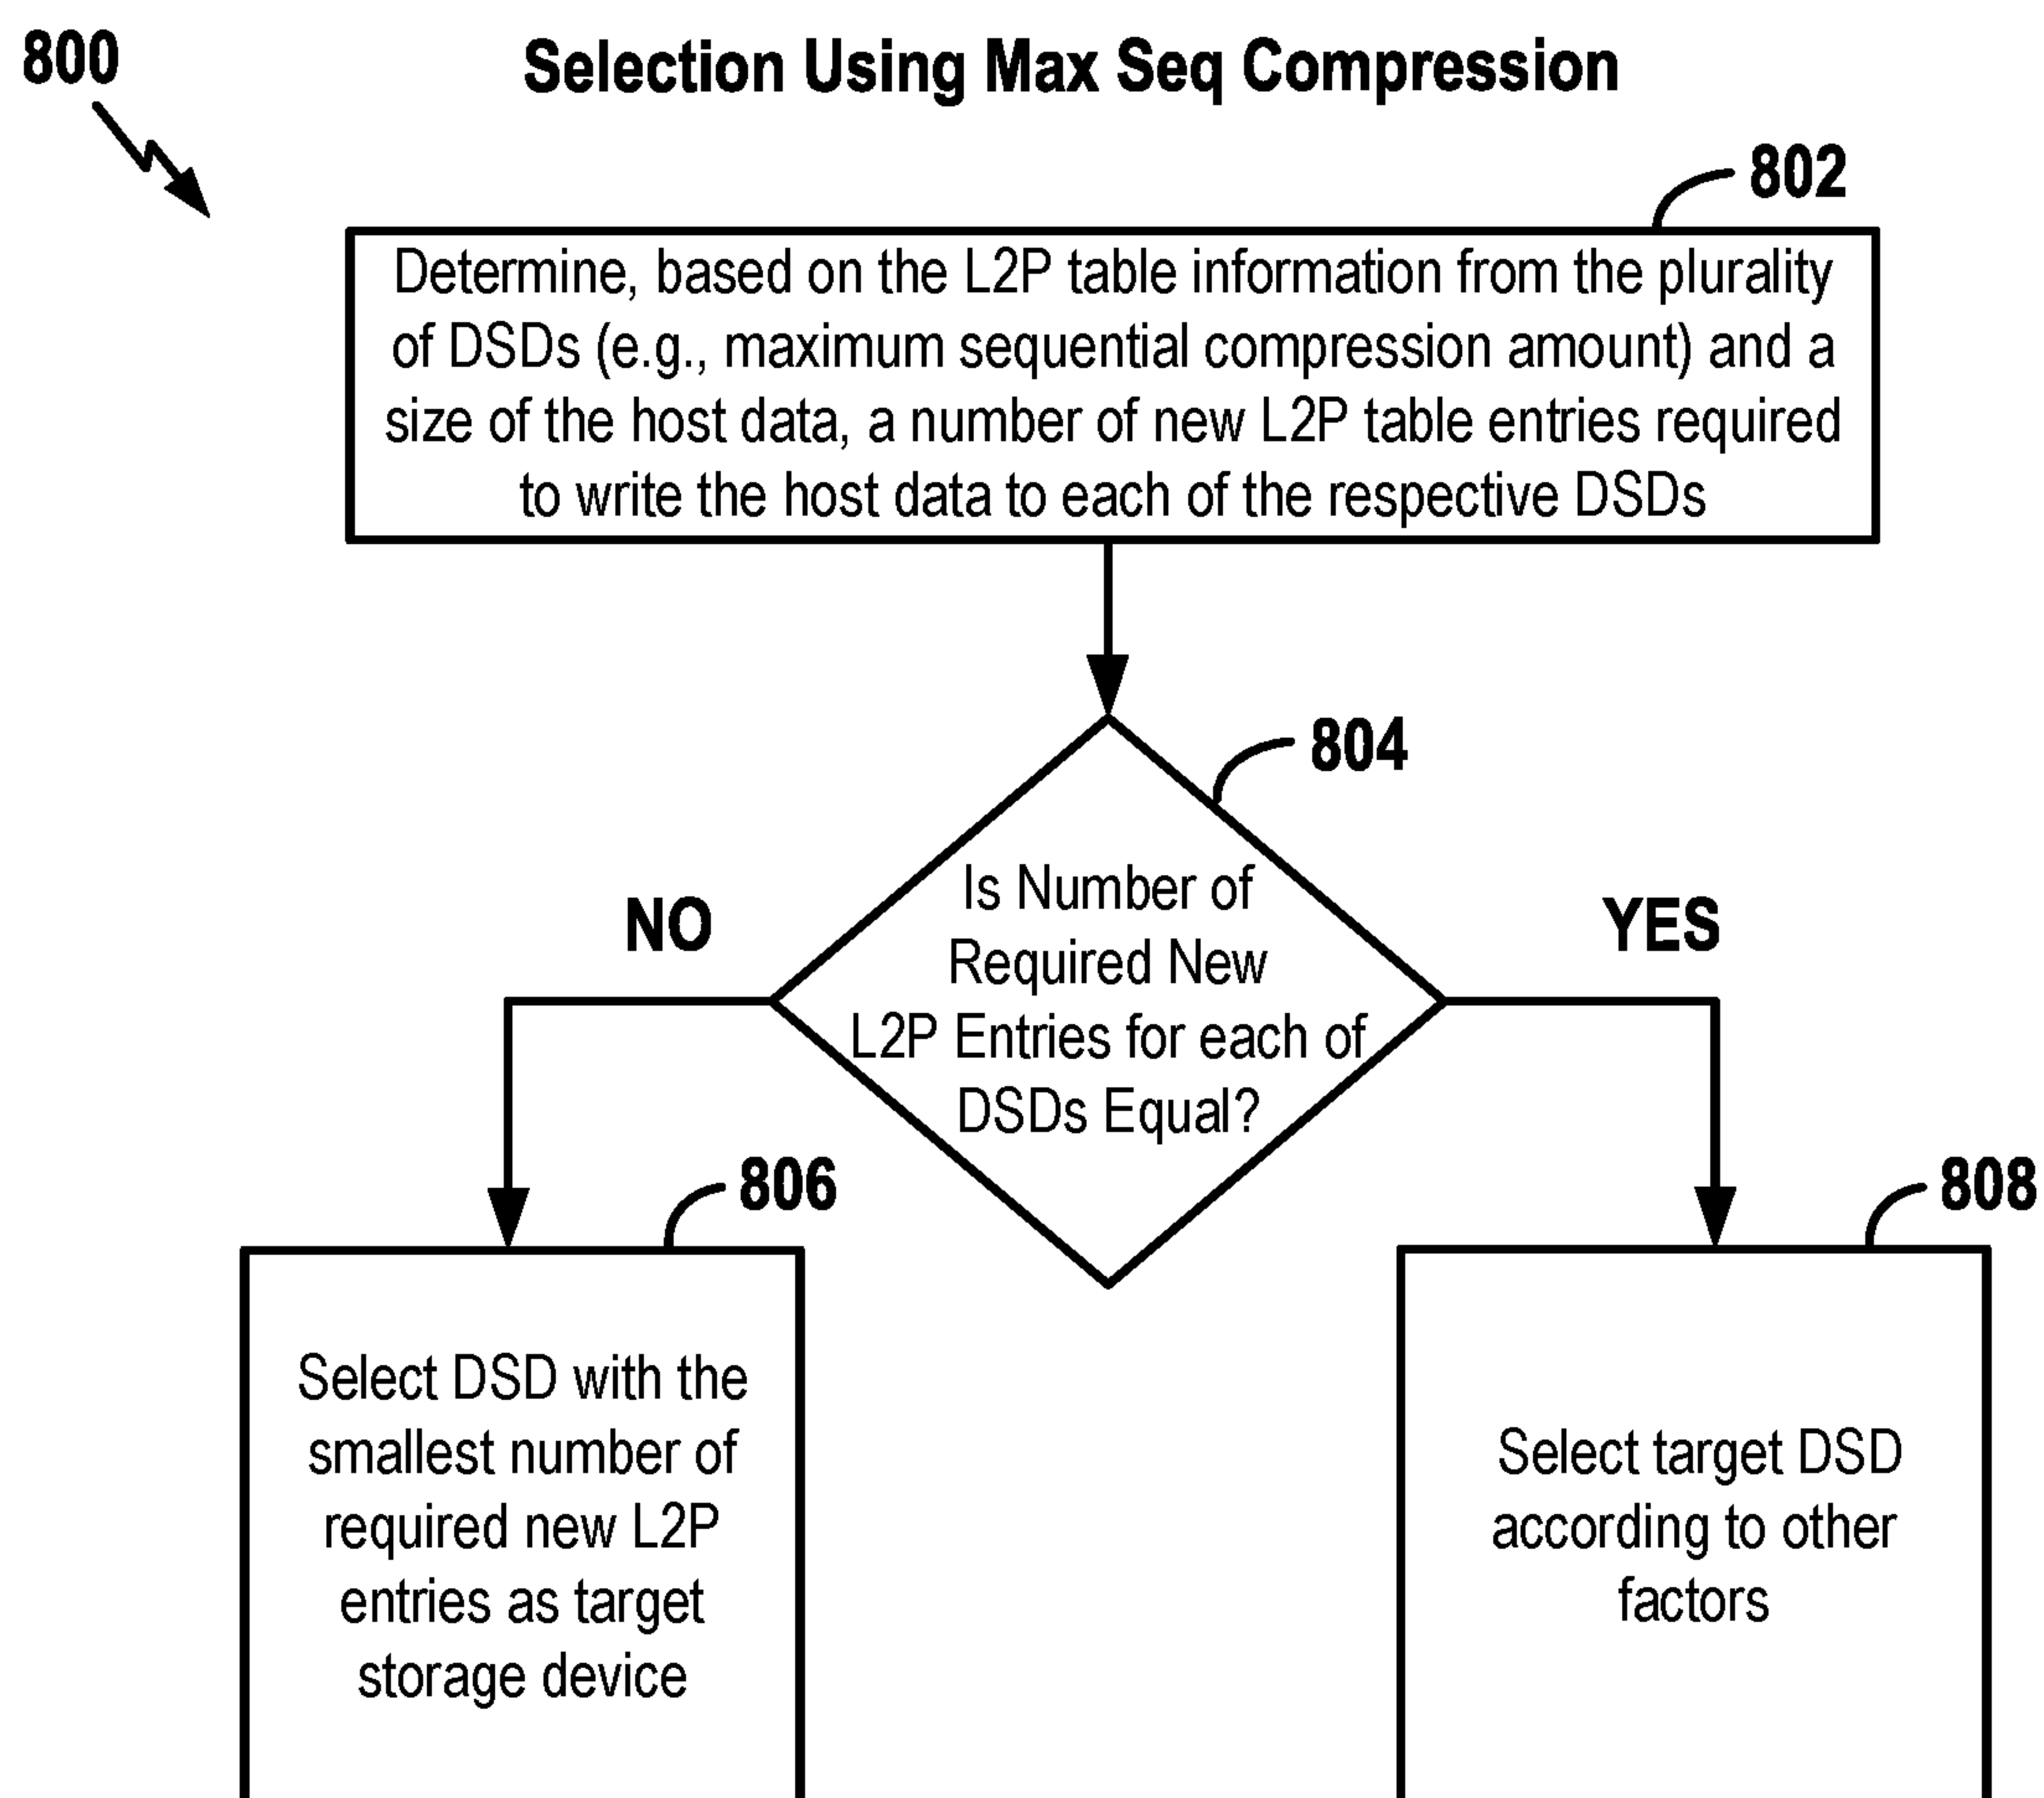 800
Selection Using Max Seq Compression
802
Determine, based on the L2P table information from the plurality
of DSDs (e.g., maximum sequential compression amount) and a
size of the host data, a number of new L2P table entries required
to write the host data to each of the respective DSDs
804
Is Number of
Required New
L2P Entries for each of
DSDs Equal?
NO
YES
806
Select DSD with the
smallest number of
required new L2P
entries as target
storage device
808
Select target DSD
according to other
factors